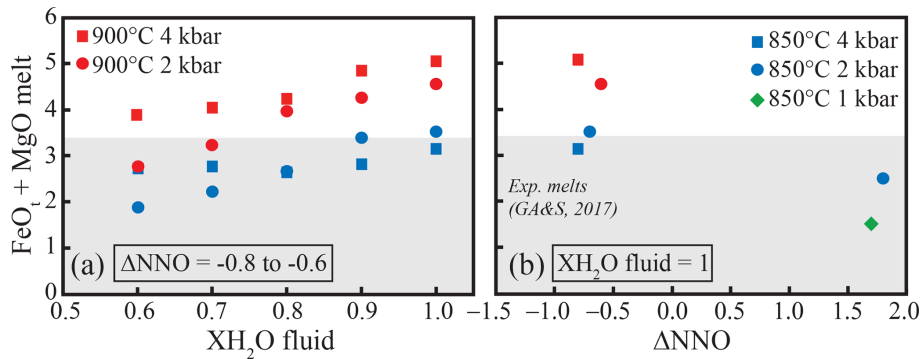 FeOt + MgO melt
6
5
4
3
2
1
0
900°C 4 kbar
900°C 2 kbar
(a)
ΔNNO = -0.8 to -0.6
0.5 0.6 0.7 0.8 0.9 1.0
XH2O fluid
850°C 4 kbar
850°C 2 kbar
850°C 1 kbar
Exp. melts
(GA&S, 2017)
(b)
XH2O fluid = 1
−1.5 -1.0 −0.5 0.0 0.5 1.0 1.5 2.0
ΔNNO